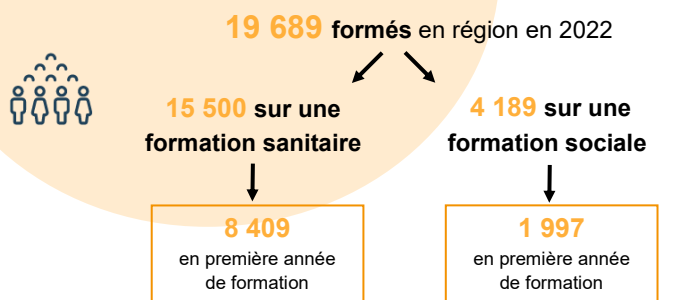 19 689 formés en région en 2022
15 500 sur une
formation sanitaire
4 189 sur une
formation sociale
8 409
en première année
de formation
1 997
en première année
de formation